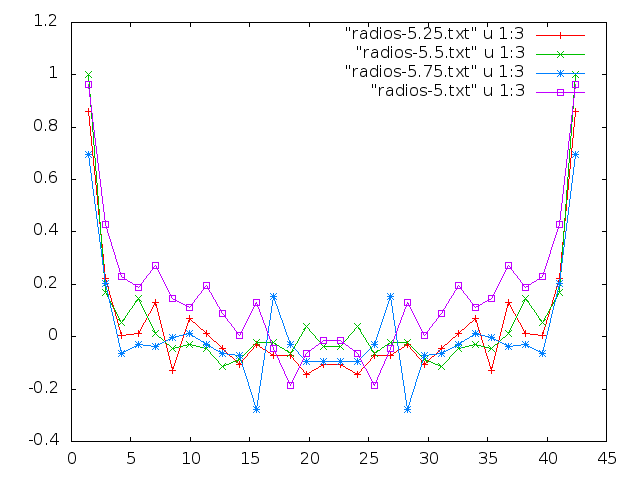 1.2
1
0.8
0.6
0.4
0.2
0
-0.2
-0.4
"radios-5.25.txt" u 1:3
"radios-5.5.txt" u 1:3
"radios-5.75.txt" u 1:3
"radios-5.txt" u 1:3
0 5 10 15 20 25 30 35 40 45